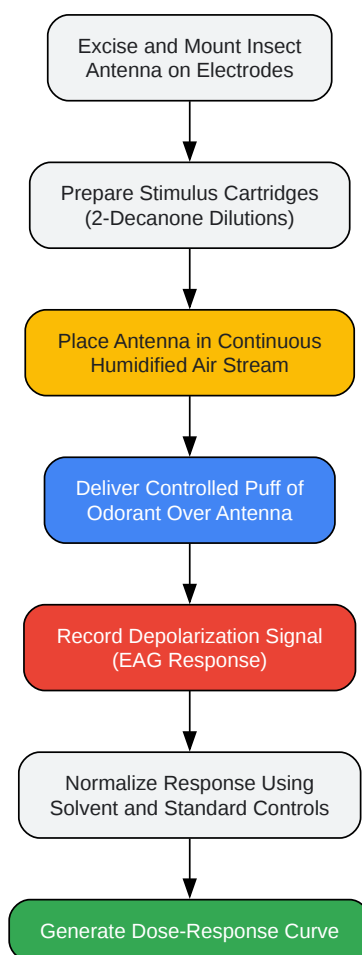 Excise and Mount Insect
Antenna on Electrodes
Prepare Stimulus Cartridges
(2-Decanone Dilutions)
Place Antenna in Continuous
Humidified Air Stream
Deliver Controlled Puff of
Odorant Over Antenna
Record Depolarization Signal
(EAG Response)
Normalize Response Using
Solvent and Standard Controls
Generate Dose-Response Curve